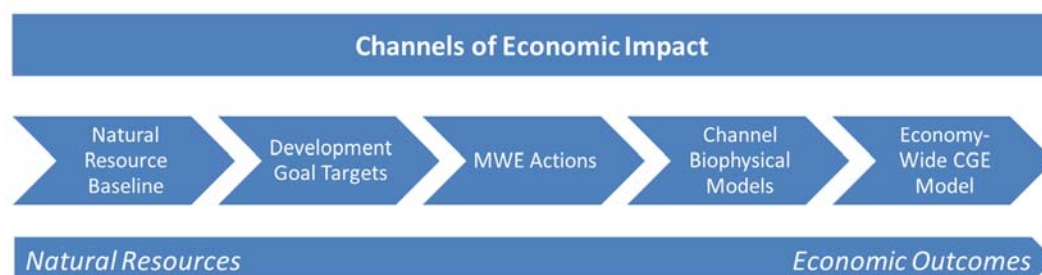 Channels of Economic Impact
Natural
Resource
Baseline
Development
Goal Targets
MWE Actions
Channel
Biophysical
Models
Economy-
Wide CGE
Model
Natural Resources
Economic Outcomes